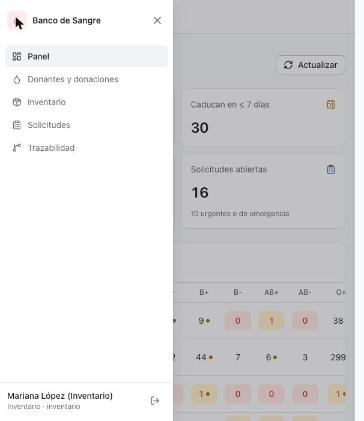 Banco de Sangre
Panel
Donantes y donaciones
Inventario
Solicitudes
Trazabilidad
Mariana López (Inventario)
Inventario · inventario
Actualizar
Caducan en ≤ 7 días
30
Solicitudes abiertas
16
10 urgentes o de emergencia
B+ B- AB+ AB- O+
9 0 1 0 38
44 7 6 3 299
1 0 0 0 1